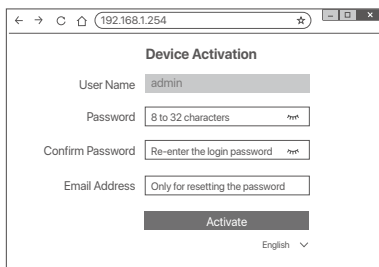 192.168.1.254
Device Activation
User Name admin
Password 8 to 32 characters
Confirm Password Re-enter the login password
Email Address Only for resetting the password
Activate
English